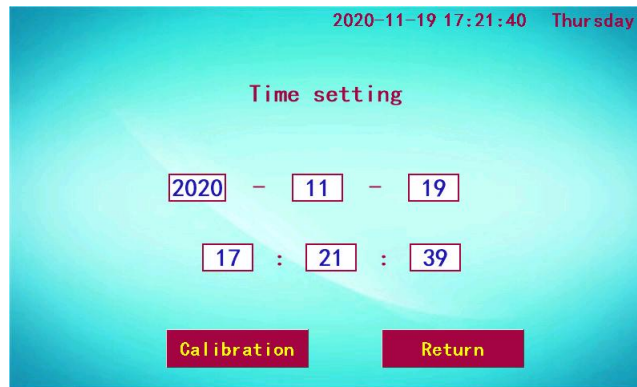 2020-11-19 17:21:40 Thursday
Time setting
2020 - 11 - 19
17 : 21 : 39
Calibration Return